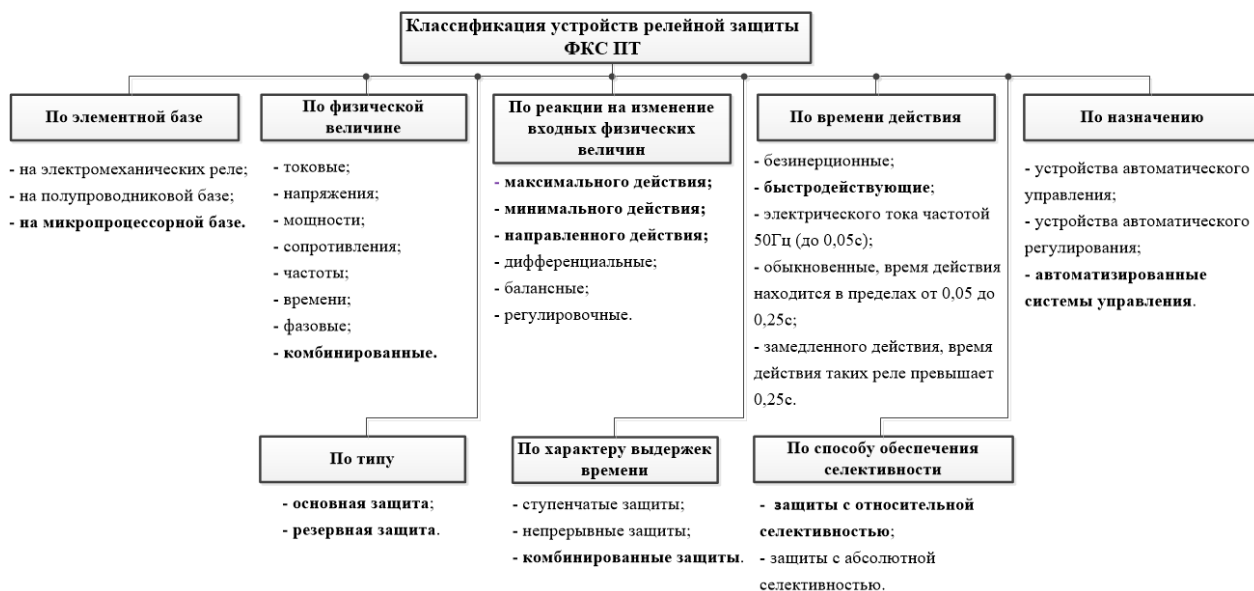 Классификация устройств релейной защиты
ФКС ПТ
По элементной базе
- на электромеханических реле;
- на полупроводниковой базе;
- на микропроцессорной базе.
По физической
величине
- токовые;
- напряжения;
- мощности;
- сопротивления;
- частоты;
- времени;
- фазовые;
- комбинированные.
По реакции на изменение
входных физических
величин
- максимального действия;
- минимального действия;
- направленного действия;
- дифференциальные;
- балансные;
- регулировочные.
По времени действия
- безинерционные;
- быстродействующие;
- электрического тока частотой
50Гц (до 0,05с);
- обыкновенные, время действия
находится в пределах от 0,05 до
0,25с;
- замедленного действия, время
действия таких реле превышает
0,25с.
По назначению
- устройства автоматического
управления;
- устройства автоматического
регулирования;
- автоматизированные
системы управления.
По типу
- основная защита;
- резервная защита.
По характеру выдержек
времени
- ступенчатые защиты;
- непрерывные защиты;
- комбинированные защиты.
По способу обеспечения
селективности
- защиты с относительной
селективностью;
- защиты с абсолютной
селективностью.